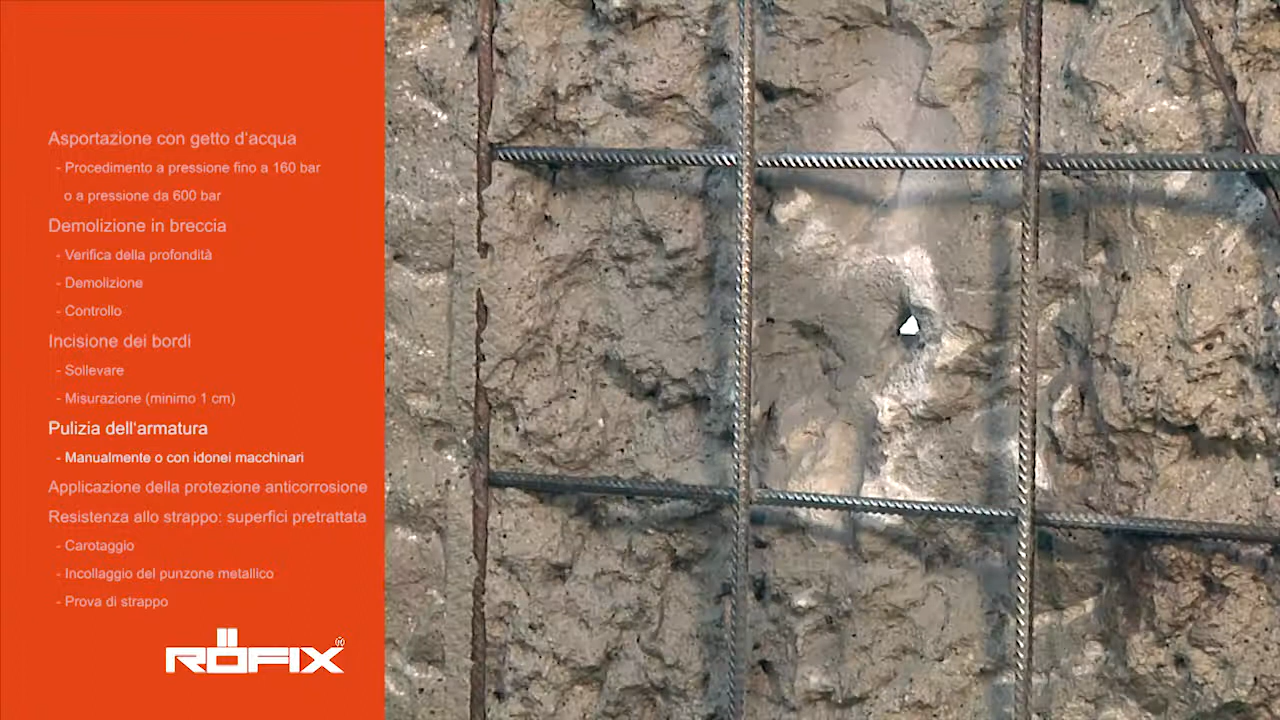 Asportazione con getto d'acqua
- Procedimento a pressione fino a 160 bar
o a pressione da 600 bar
Demolizione in breccia
- Verifica della profondità
- Demolizione
- Controllo
Incisione dei bordi
- Sollevare
- Misurazione (minimo 1 cm)
Pulizia dell'armatura
- Manualmente o con idonei macchinari
Applicazione della protezione anticorrosione
Resistenza allo strappo: superfici pretrattata
- Carotaggio
- Incollaggio del punzone metallico
- Prova di strappo
RÖFIX®